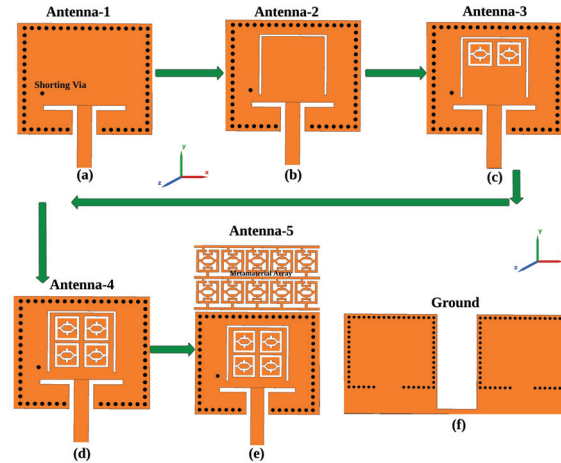 Antenna-1
Antenna-2
Antenna-3
Shorting Via
(a)
(b)
(c)
y
x
z
Antenna-4
Antenna-5
Metamaterial Array
Ground
y
x
z
(d)
(e)
(f)